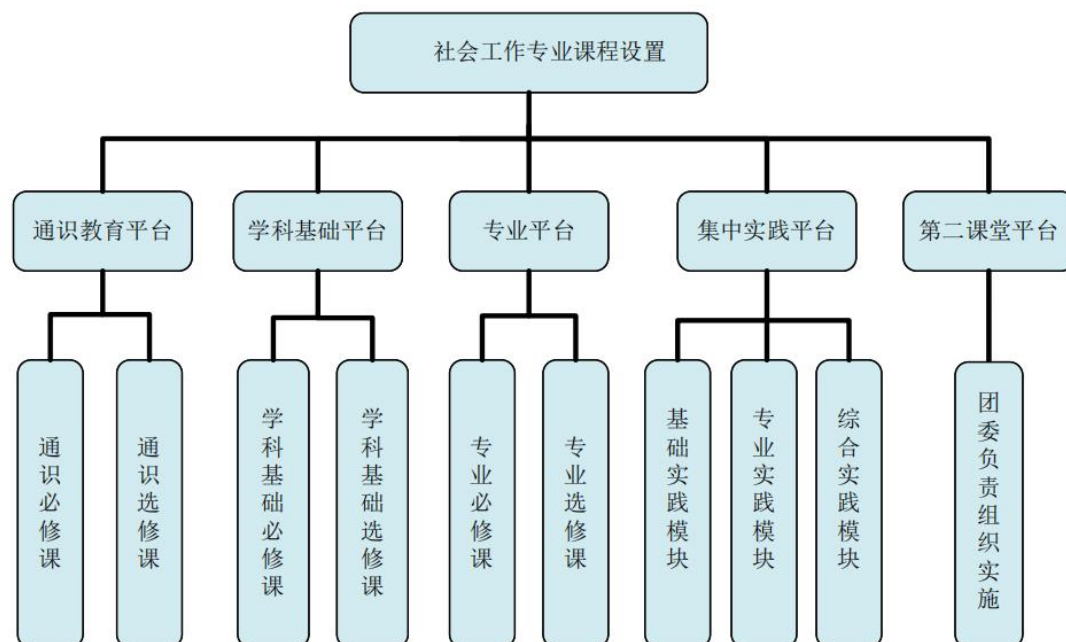 社会工作专业课程设置
通识教育平台
学科基础平台
专业平台
集中实践平台
第二课堂平台
通识必修课
通识选修课
学科基础必修课
学科基础选修课
专业必修课
专业选修课
基础实践模块
专业实践模块
综合实践模块
团委负责组织实施